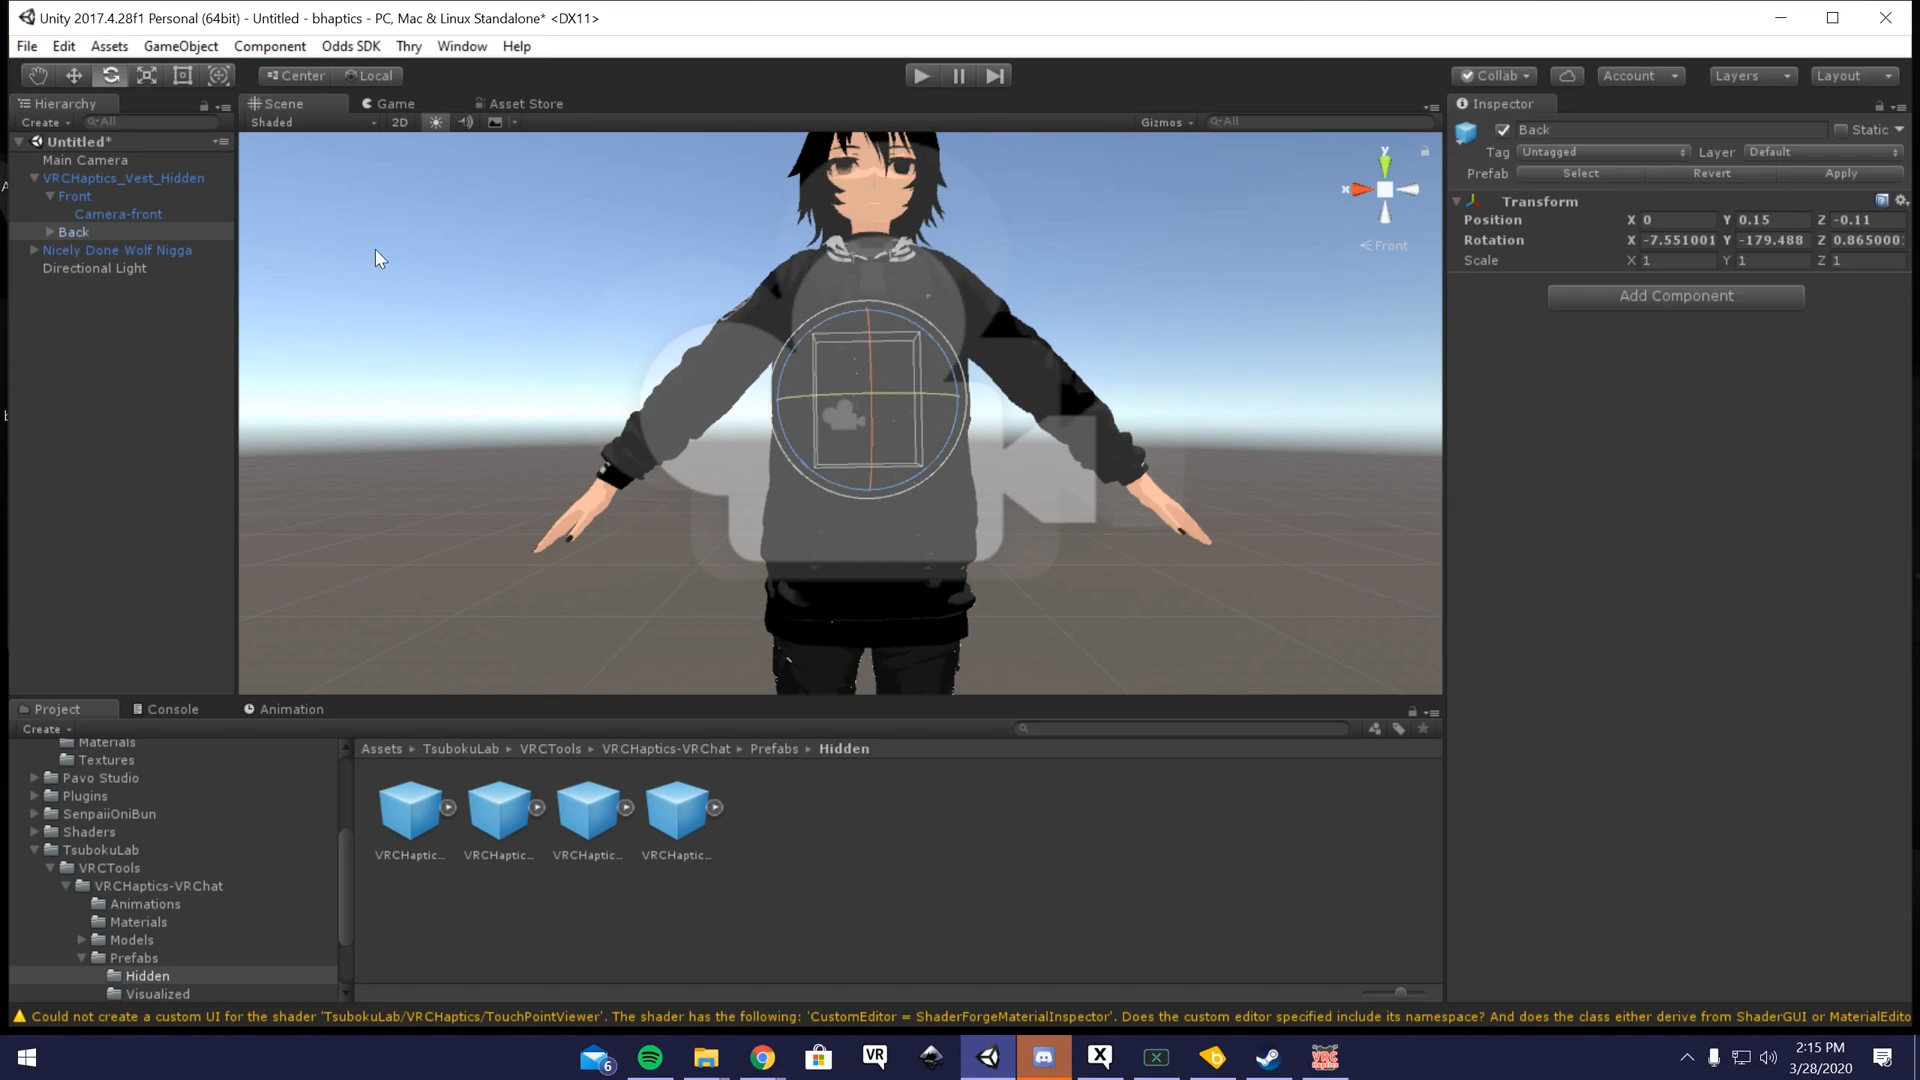 Unity 2017.4.28f1 Personal (64bit) - Untitled - bhaptics - PC, Mac & Linux Standalone* <DX11>
File Edit Assets GameObject Component Odds SDK Thry Window Help
Center Local Collab Account Layers Layout
Hierarchy
Create All
Untitled*
Main Camera
VRCHaptics_Vest_Hidden
Front
Camera-front
Back
Nicely Done Wolf Nigga
Directional Light
Scene Game Asset Store
Shaded 2D Gizmos All
y
x
Front
Inspector
Back Static
Tag Untagged Layer Default
Prefab Select Revert Apply
Transform
Position X 0 Y 0.15 Z -0.11
Rotation X -7.551001 Y -179.488 Z 0.865000
Scale X 1 Y 1 Z 1
Add Component
Project Console Animation
Create
Materials
Textures
Pavo Studio
Plugins
SenpaiiOniBun
Shaders
TsubokuLab
VRCTools
VRCHaptics-VRChat
Animations
Materials
Models
Prefabs
Hidden
Visualized
Assets TsubokuLab VRCTools VRCHaptics-VRChat Prefabs Hidden
VRCHaptic... VRCHaptic... VRCHaptic... VRCHaptic...
Could not create a custom UI for the shader 'TsubokuLab/VRCHaptics/TouchPointViewer'. The shader has the following: 'CustomEditor = ShaderForgeMaterialInspector'. Does the custom editor specified include its namespace? And does the class either derive from ShaderGUI or MaterialEdito
6 VR X X VRC Haptics
2:15 PM
3/28/2020